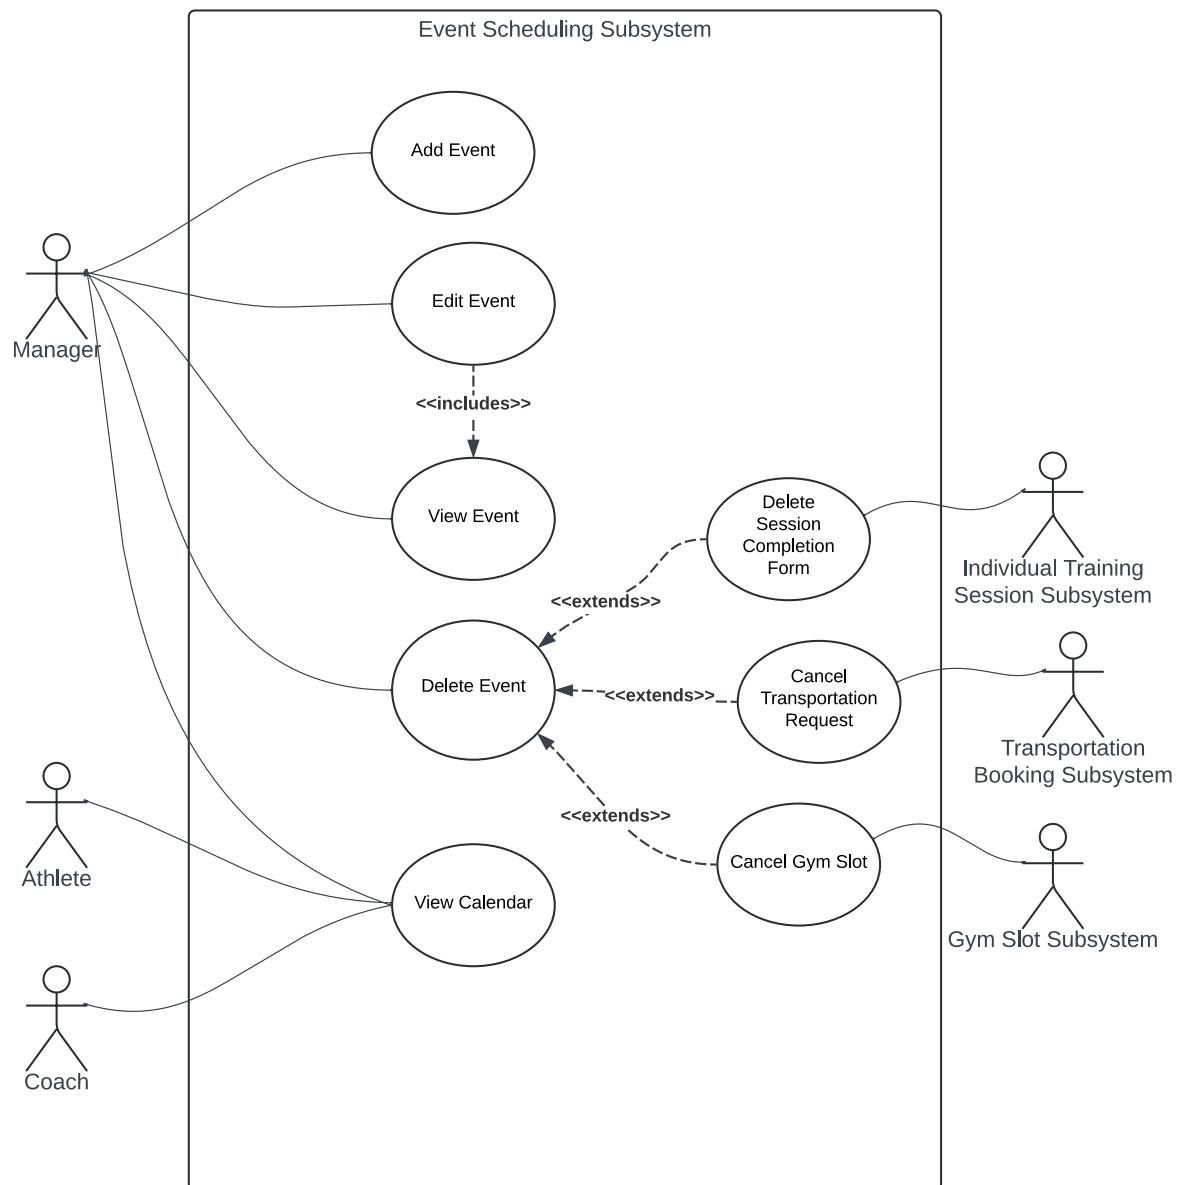 Event Scheduling Subsystem
Add Event
Edit Event
Manager
<<includes>>
View Event
Delete
Session
Completion
Form
Individual Training
Session Subsystem
<<extends>>
Delete Event
<<extends>>
Cancel
Transportation
Request
Transportation
Booking Subsystem
<<extends>>
Cancel Gym Slot
Athlete
View Calendar
Gym Slot Subsystem
Coach